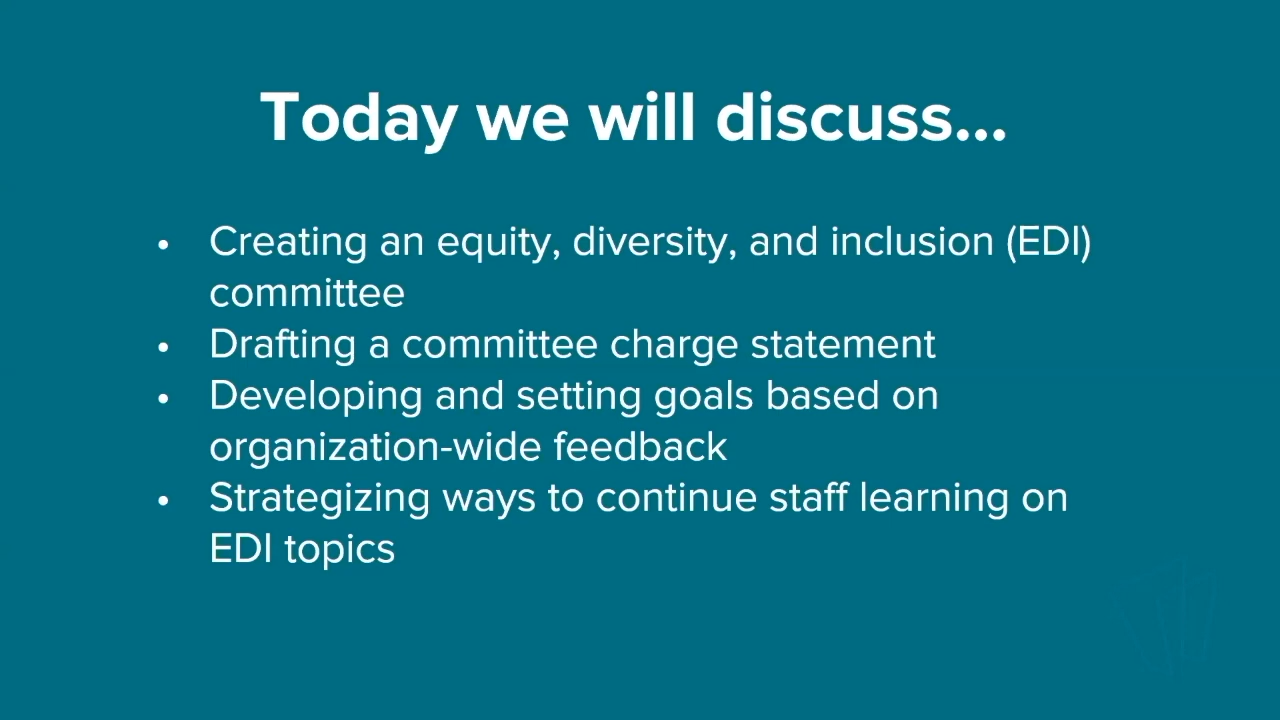 Today we will discuss...
• Creating an equity, diversity, and inclusion (EDI)
committee
• Drafting a committee charge statement
• Developing and setting goals based on
organization-wide feedback
• Strategizing ways to continue staff learning on
EDI topics